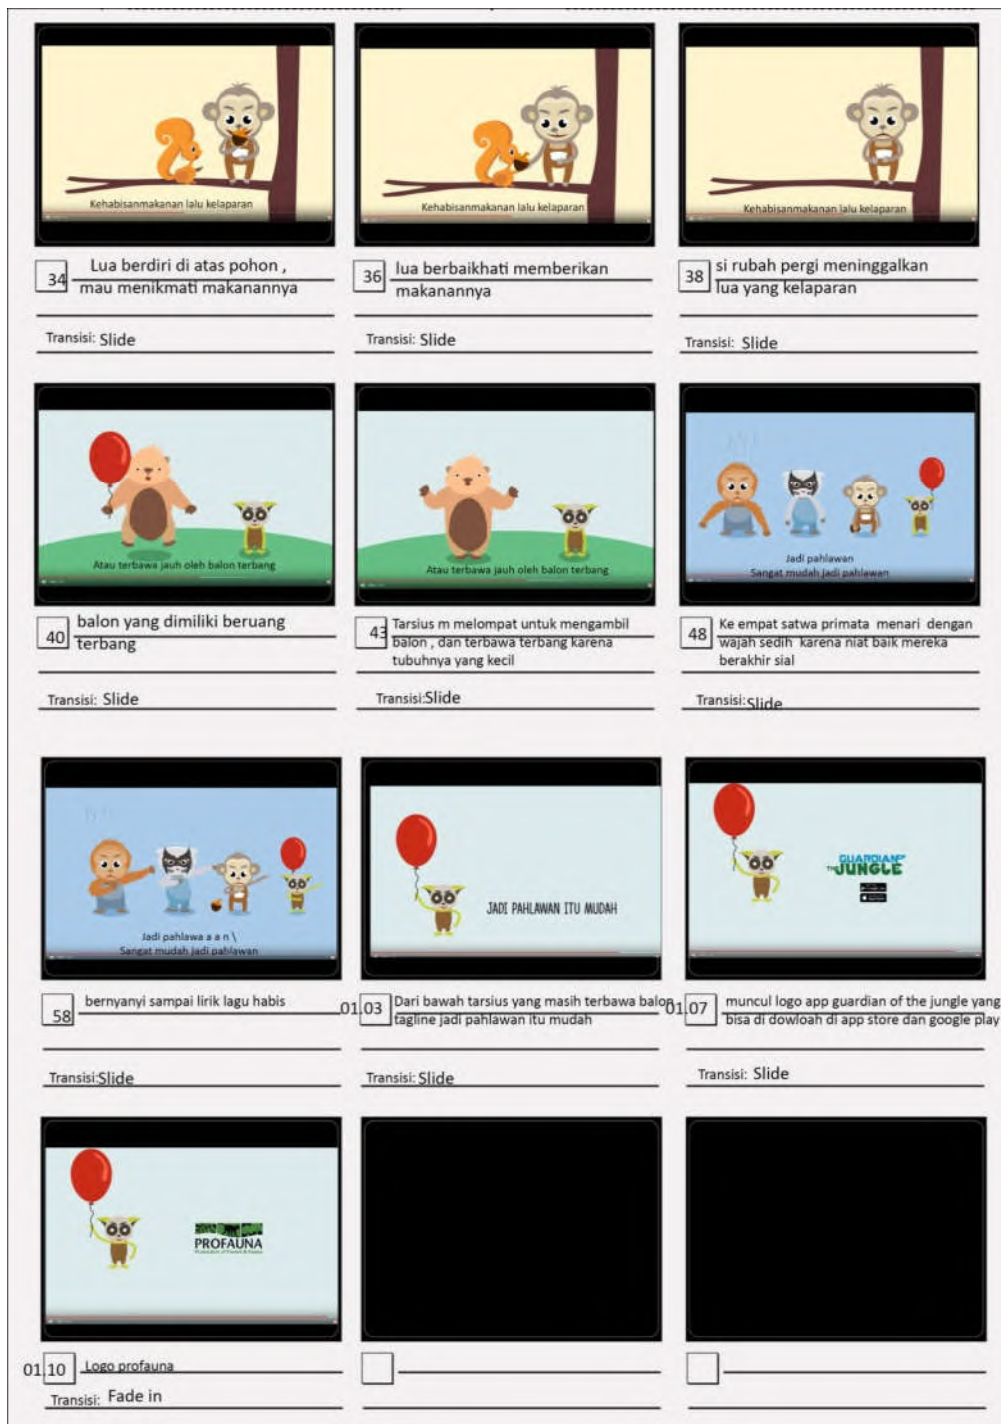 Kehabisanmakanan lalu kelaparan
34
Lua berdiri di atas pohon ,
mau menikmati makanannya
Transisi: Slide
Kehabisanmakanan lalu kelaparan
36
lua berbaikhati memberikan
makanannya
Transisi: Slide
Kehabisanmakanan lalu kelaparan
38
si rubah pergi meninggalkan
lua yang kelaparan
Transisi: Slide
Atau terbawa jauh oleh balon terbang
40
balon yang dimiliki beruang
terbang
Transisi: Slide
Atau terbawa jauh oleh balon terbang
43
Tarsius m melompat untuk mengambil
balon , dan terbawa terbang karena
tubuhnya yang kecil
Transisi:Slide
Jadi pahlawan
Sangat mudah jadi pahlawan
48
Ke empat satwa primata menari dengan
wajah sedih karena niat baik mereka
berakhir sial
Transisi:Slide
Jadi pahlawa a a n \
Sangat mudah jadi pahlawan
58
bernyanyi sampai lirik lagu habis
Transisi:Slide
JADI PAHLAWAN ITU MUDAH
01.03
Dari bawah tarsius yang masih terbawa balon
tagline jadi pahlawan itu mudah
Transisi: Slide
GUARDIAN OF
THE JUNGLE
01.07
muncul logo app guardian of the jungle yang
bisa di dowloah di app store dan google play
Transisi: Slide
PROFAUNA
01.10
Logo profauna
Transisi: Fade in